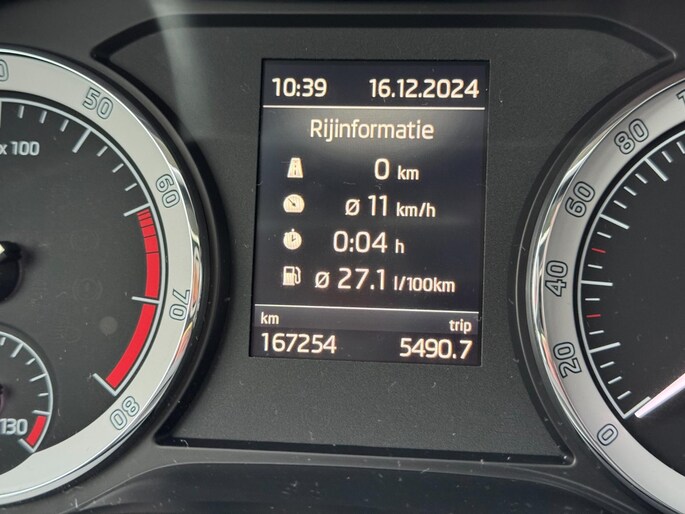 10:39 16.12.2024
Rijinformatie
0 km
ø 11 km/h
0:04 h
ø 27.1 l/100km
km trip
167254 5490.7
50
x 100
60
70
80
130
80
60
40
20
0